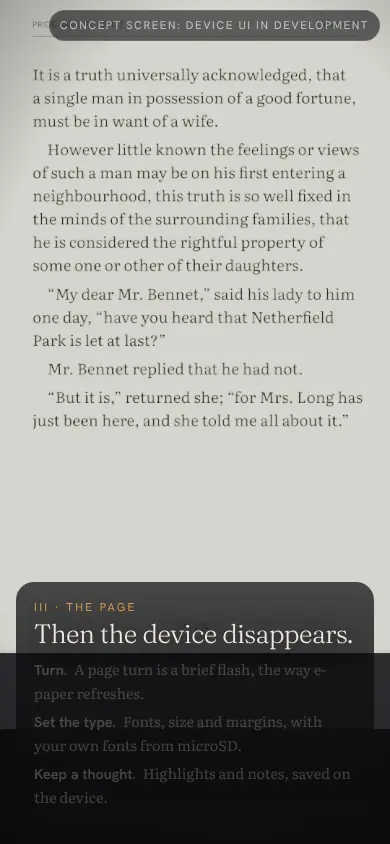 CONCEPT SCREEN: DEVICE UI IN DEVELOPMENT
It is a truth universally acknowledged, that
a single man in possession of a good fortune,
must be in want of a wife.
However little known the feelings or views
of such a man may be on his first entering a
neighbourhood, this truth is so well fixed in
the minds of the surrounding families, that
he is considered the rightful property of
some one or other of their daughters.
“My dear Mr. Bennet,” said his lady to him
one day, “have you heard that Netherfield
Park is let at last?”
Mr. Bennet replied that he had not.
“But it is,” returned she; “for Mrs. Long has
just been here, and she told me all about it.”
III · THE PAGE
Then the device disappears.
Turn. A page turn is a brief flash, the way e-
paper refreshes.
Set the type. Fonts, size and margins, with
your own fonts from microSD.
Keep a thought. Highlights and notes, saved on
the device.